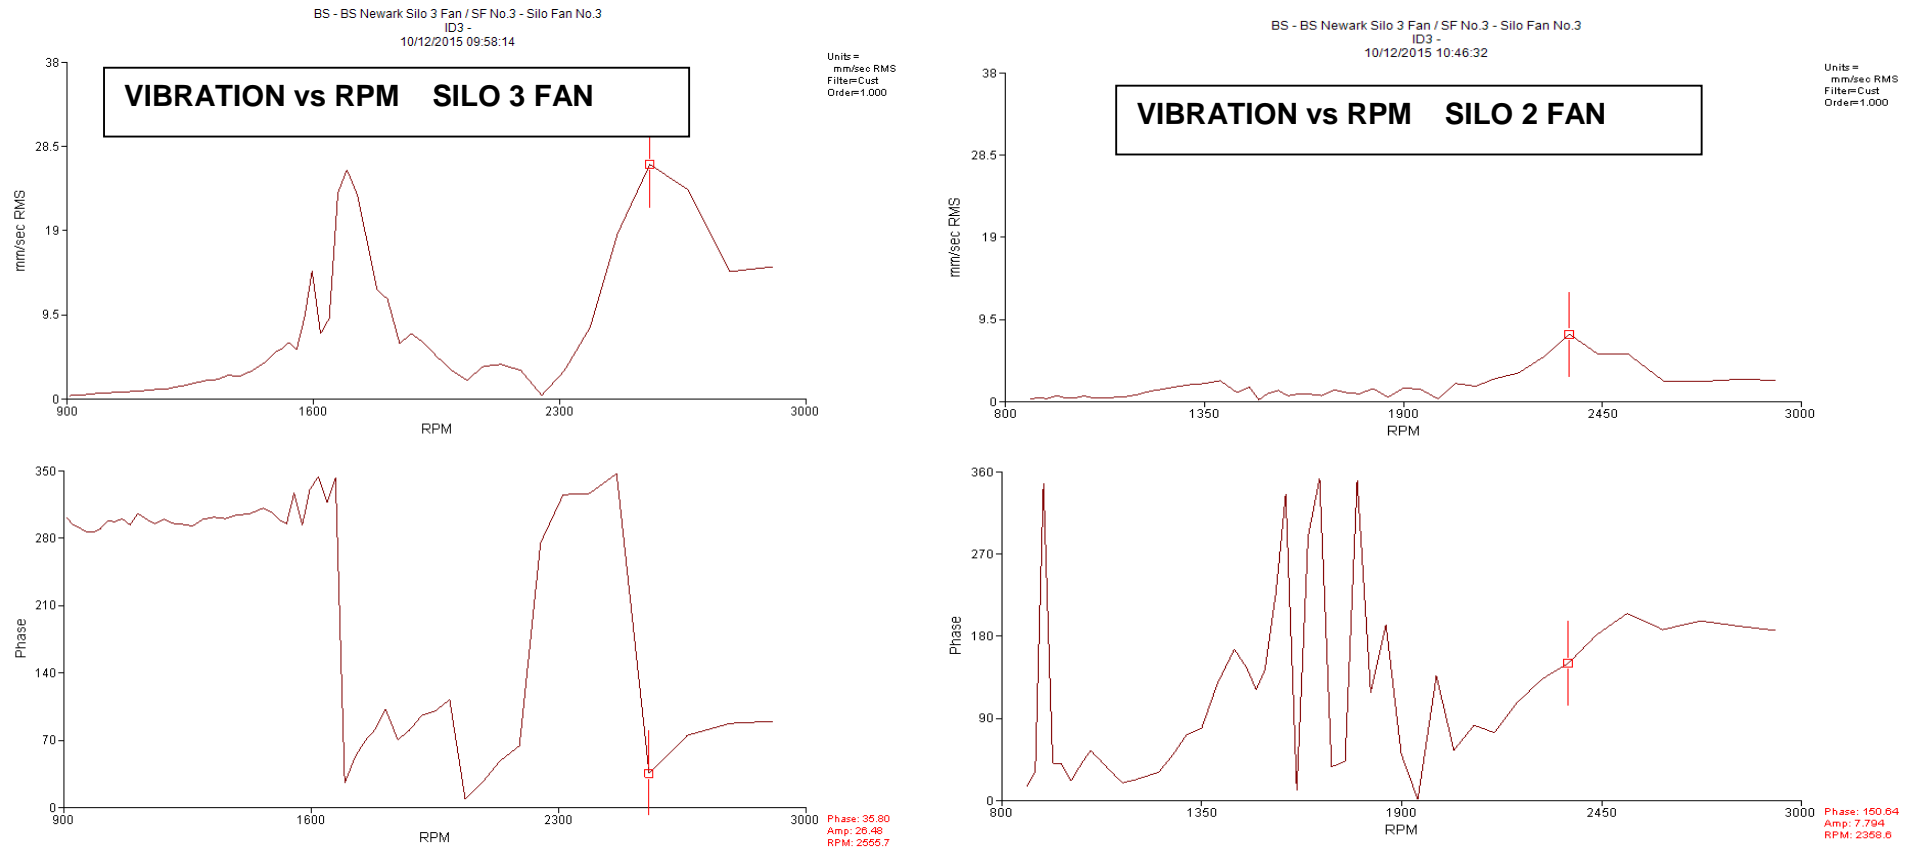 BS - BS Newark Silo 3 Fan / SF No.3 - Silo Fan No.3
ID3 -
10/12/2015 09:58:14
Units =
mm/sec RMS
Filter=Cust
Order=1.000
VIBRATION vs RPM SILO 3 FAN
38
28.5
19
9.5
0
mm/sec RMS
900
1600
2300
3000
RPM
350
280
210
140
70
0
Phase
900
1600
2300
3000
RPM
Phase: 35.80
Amp: 26.48
RPM: 2555.7
BS - BS Newark Silo 3 Fan / SF No.3 - Silo Fan No.3
ID3 -
10/12/2015 10:46:32
Units =
mm/sec RMS
Filter=Cust
Order=1.000
VIBRATION vs RPM SILO 2 FAN
38
28.5
19
9.5
0
mm/sec RMS
800
1350
1900
2450
3000
RPM
360
270
180
90
0
Phase
800
1350
1900
2450
3000
RPM
Phase: 150.64
Amp: 7.794
RPM: 2358.6